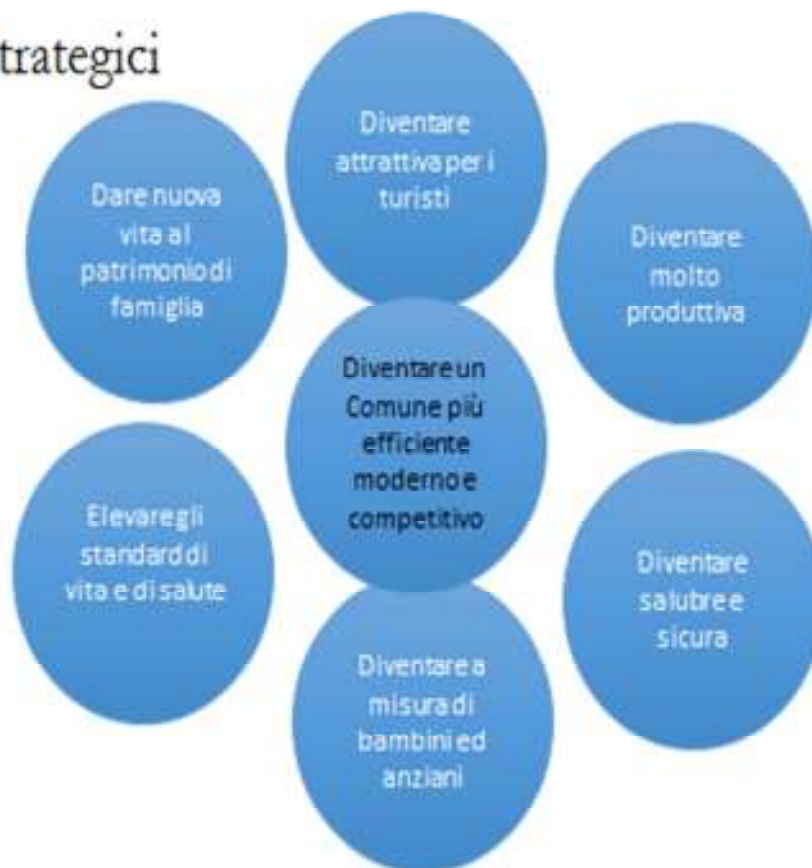 trategici
Diventare
attrattiva per i
turisti
Dare nuova
vita al
patrimonio di
famiglia
Diventare
molto
produttiva
Diventare un
Comune più
efficiente
moderno e
competitivo
Elevare gli
standard di
vita e di salute
Diventare
salubre e
sicura
Diventare a
misura di
bambini ed
anziani